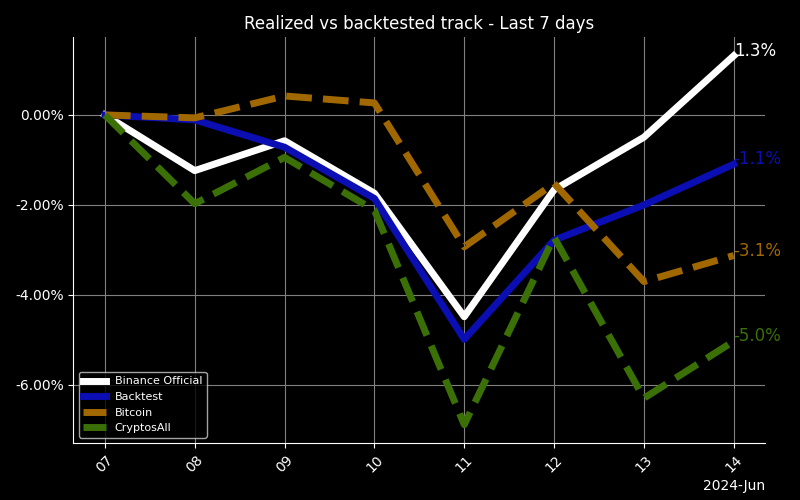 Realized vs backtested track - Last 7 days
1.3%
0.00%
-1.1%
-2.00%
-3.1%
-4.00%
-5.0%
-6.00%
Binance Official
Backtest
Bitcoin
CryptosAll
07 08 09 10 11 12 13 14
2024-Jun